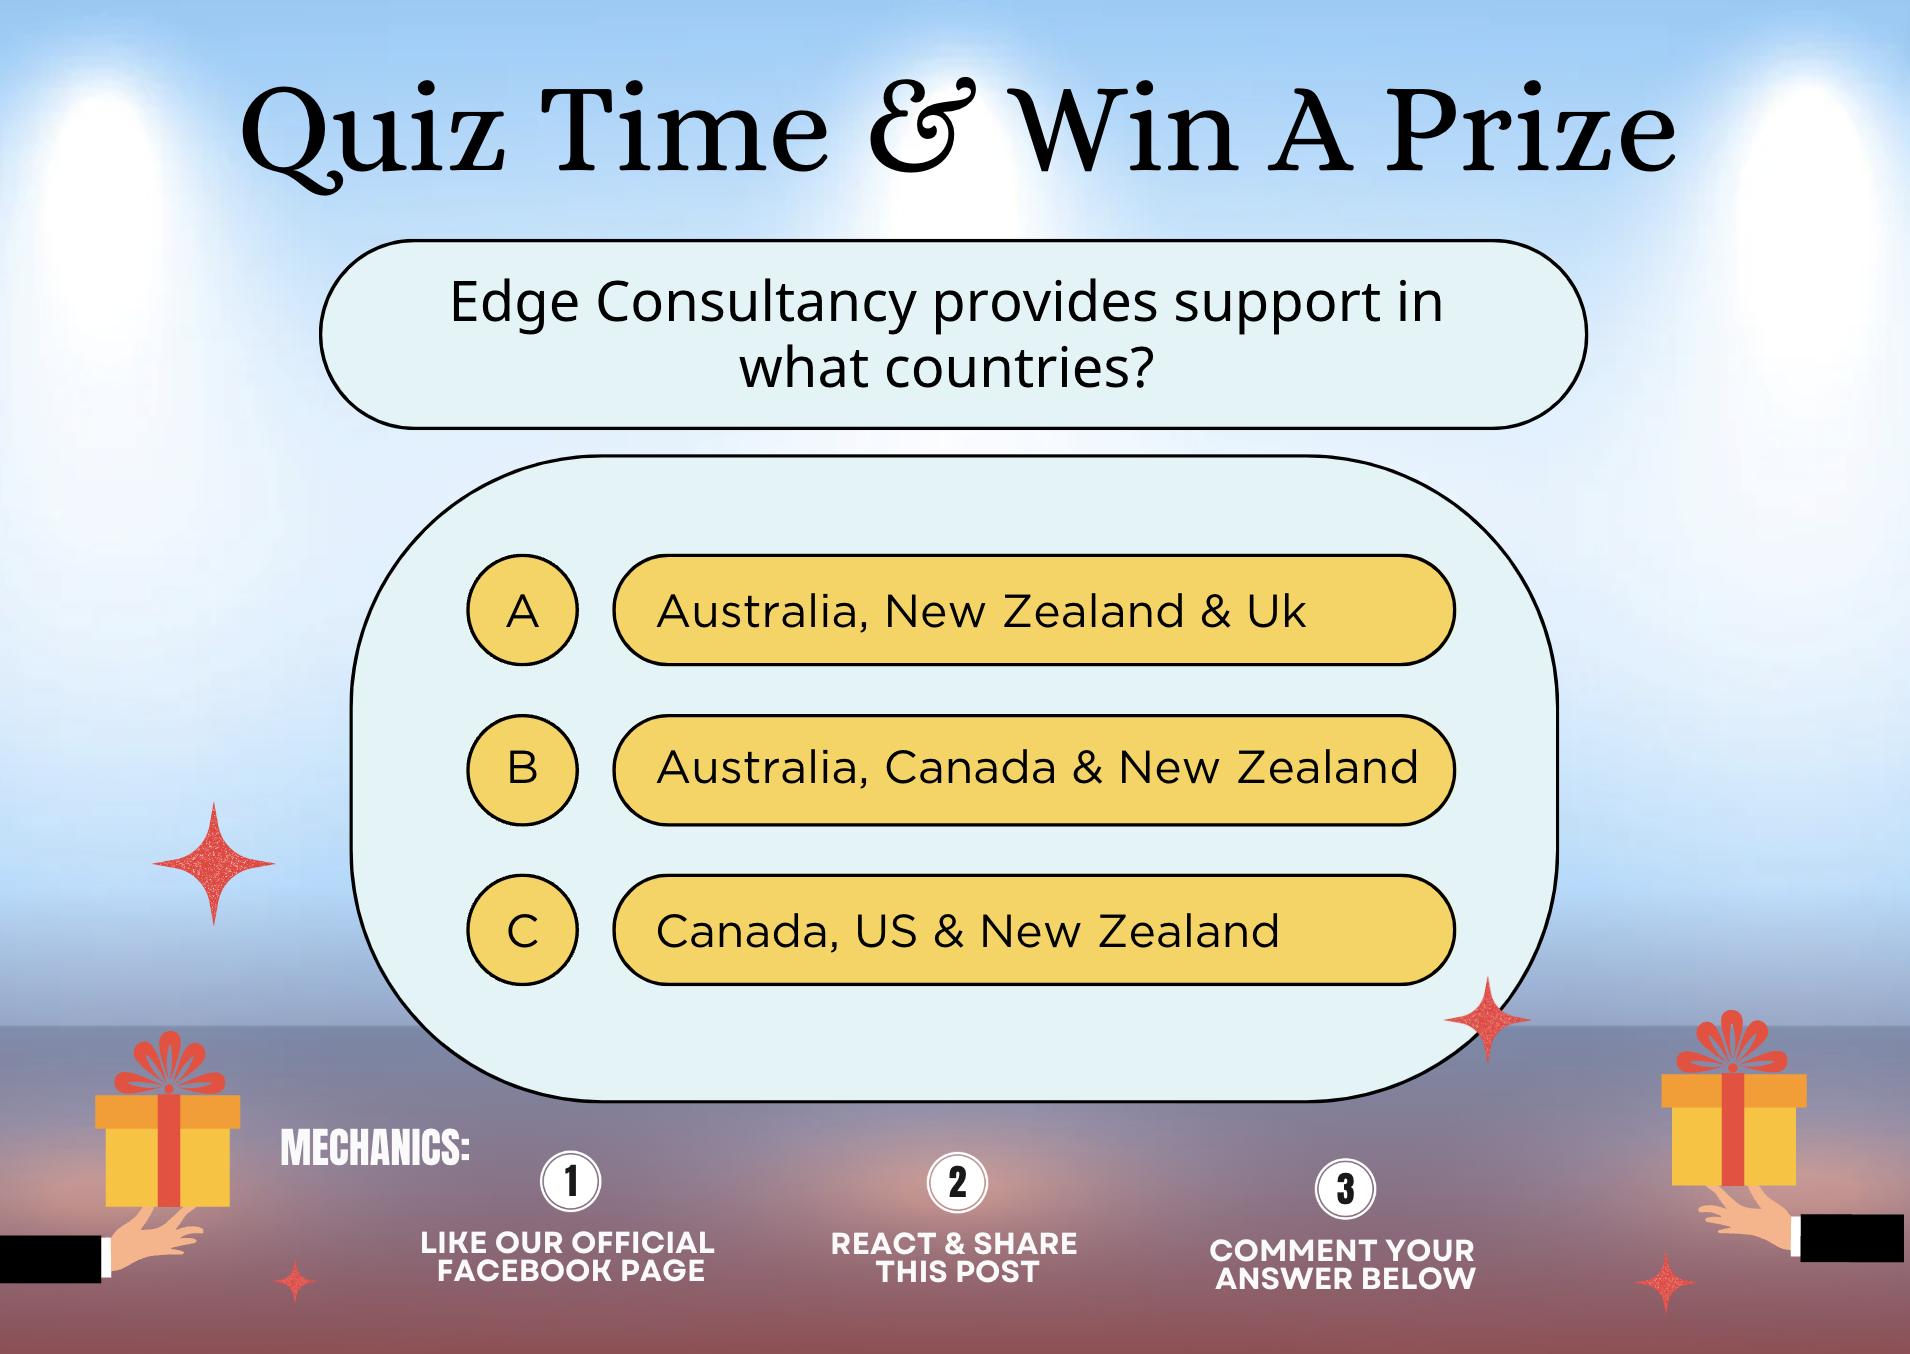 Quiz Time & Win A Prize
Edge Consultancy provides support in
what countries?
A Australia, New Zealand & Uk
B Australia, Canada & New Zealand
C Canada, US & New Zealand
MECHANICS:
1
LIKE OUR OFFICIAL
FACEBOOK PAGE
2
REACT & SHARE
THIS POST
3
COMMENT YOUR
ANSWER BELOW